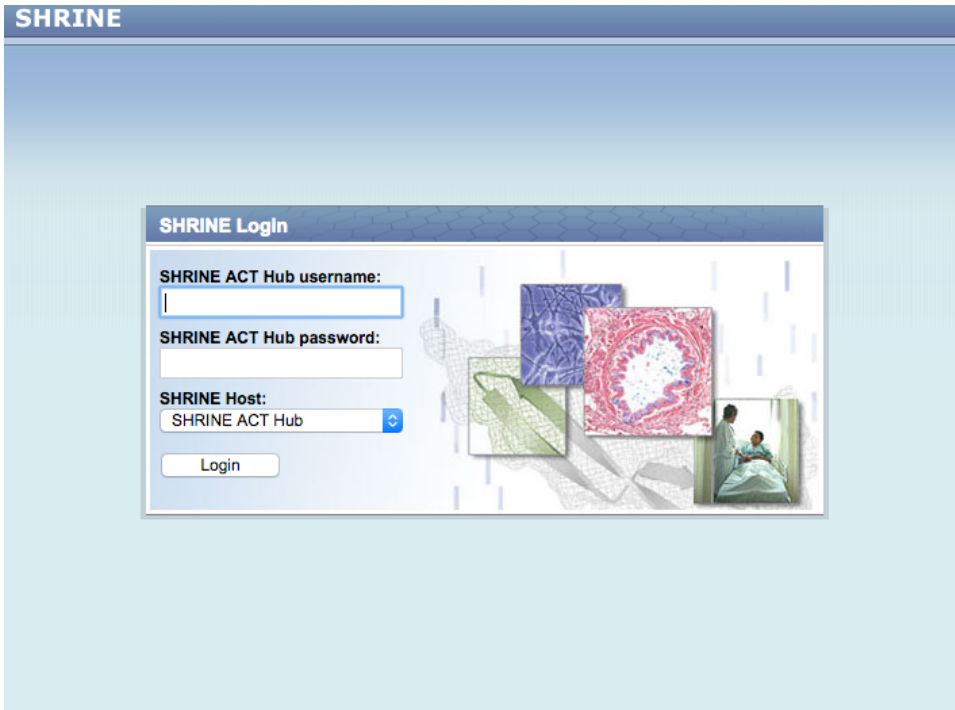 SHRINE
SHRINE Login
SHRINE ACT Hub username:
SHRINE ACT Hub password:
SHRINE Host:
SHRINE ACT Hub
Login